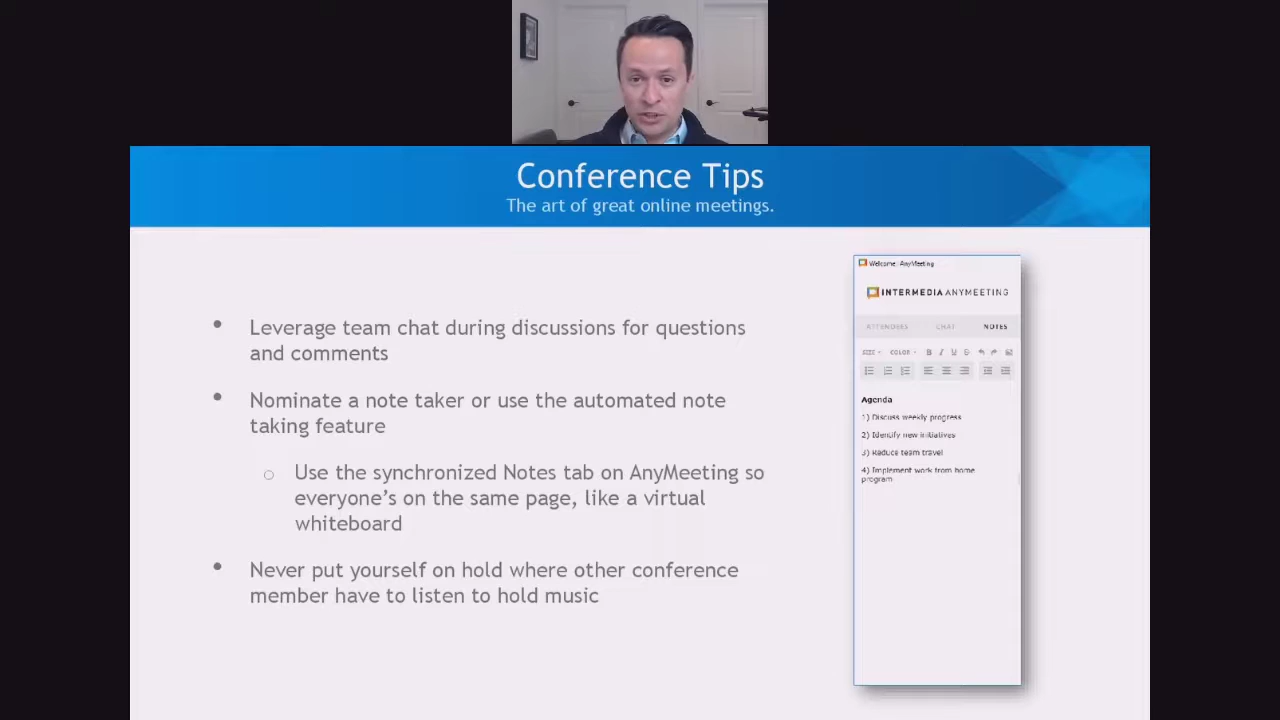 Conference Tips
The art of great online meetings.
• Leverage team chat during discussions for questions
and comments
• Nominate a note taker or use the automated note
taking feature
○ Use the synchronized Notes tab on AnyMeeting so
everyone's on the same page, like a virtual
whiteboard
• Never put yourself on hold where other conference
member have to listen to hold music
Welcome, AnyMeeting
INTERMEDIA ANYMEETING
ATTENDEES CHAT NOTES
SIZE COLOR B I U S
Agenda
1) Discuss weekly progress
2) Identify new initiatives
3) Reduce team travel
4) Implement work from home
program